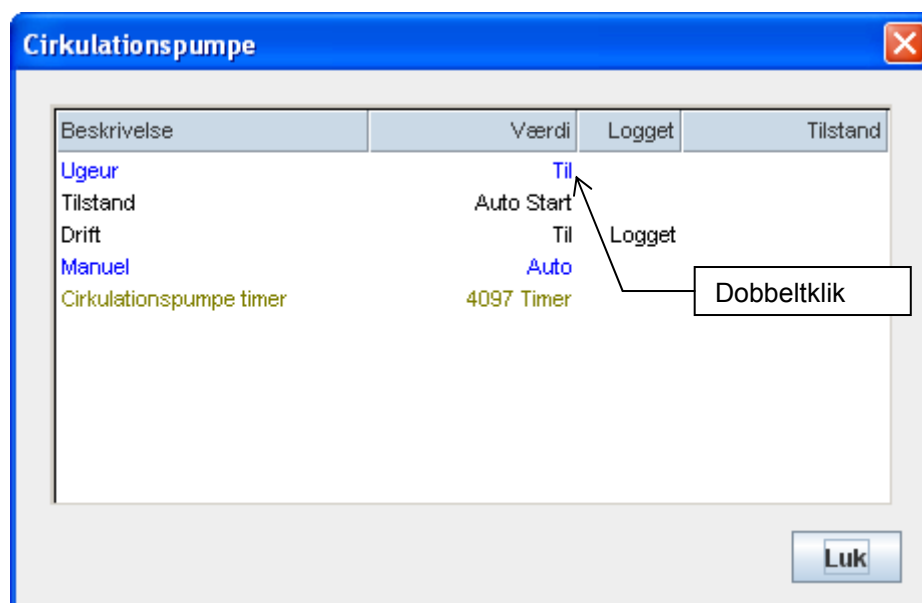 Cirkulationspumpe
Beskrivelse Værdi Logget Tilstand
Ugeur Til
Tilstand Auto Start
Drift Til Logget
Manuel Auto
Dobbeltklik
Cirkulationspumpe timer 4097 Timer
Luk